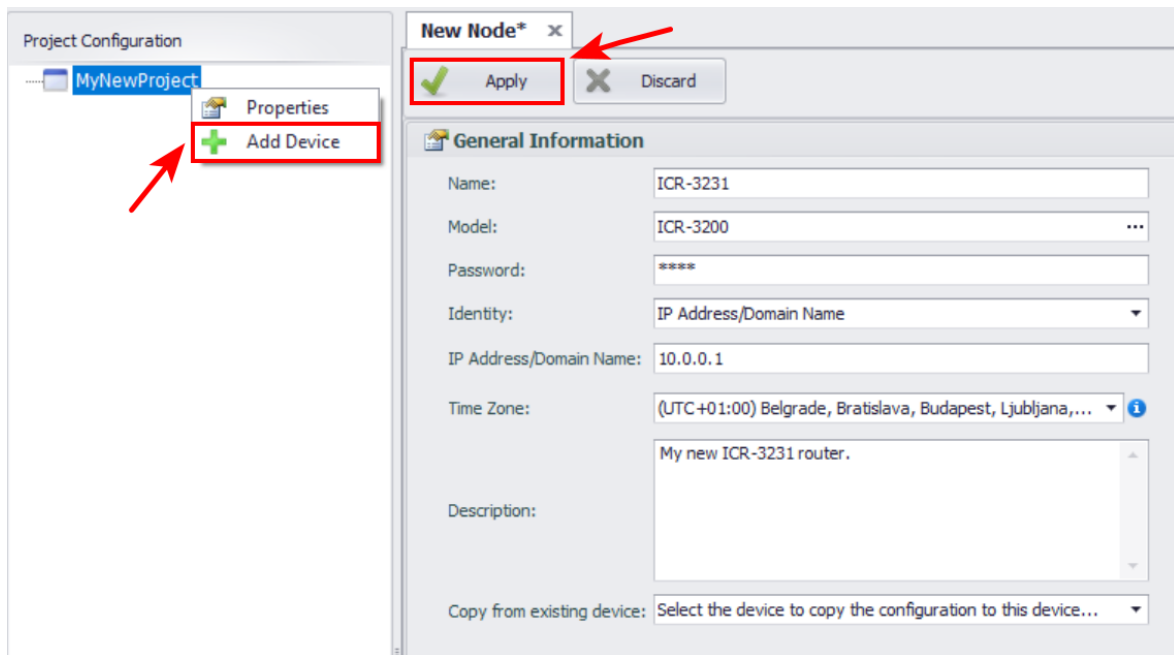 Project Configuration
MyNewProject
Properties
Add Device
New Node*
Apply
Discard
General Information
Name:
ICR-3231
Model:
ICR-3200
...
Password:
****
Identity:
IP Address/Domain Name
IP Address/Domain Name:
10.0.0.1
Time Zone:
(UTC+01:00) Belgrade, Bratislava, Budapest, Ljubljana,...
Description:
My new ICR-3231 router.
Copy from existing device:
Select the device to copy the configuration to this device...